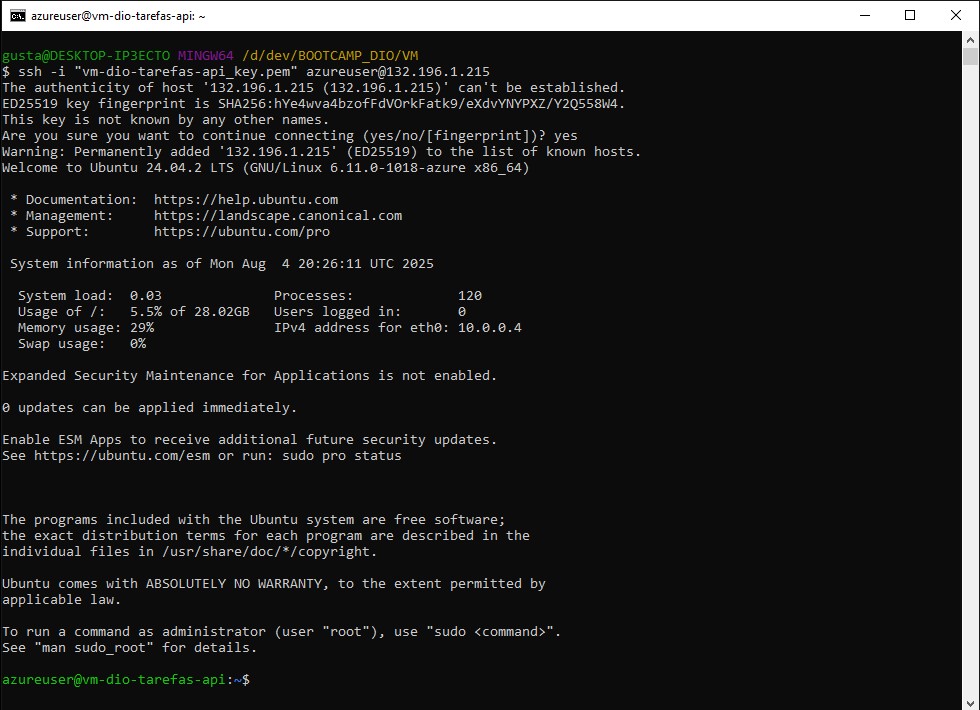 azureuser@vm-dio-tarefas-api: ~
gusta@DESKTOP-IP3ECTO MINGW64 /d/dev/BOOTCAMP_DIO/VM
$ ssh -i "vm-dio-tarefas-api_key.pem" azureuser@132.196.1.215
The authenticity of host '132.196.1.215 (132.196.1.215)' can't be established.
ED25519 key fingerprint is SHA256:hYe4wva4bzofFdVOrkFatk9/eXdvYNYPXZ/Y2Q558W4.
This key is not known by any other names.
Are you sure you want to continue connecting (yes/no/[fingerprint])? yes
Warning: Permanently added '132.196.1.215' (ED25519) to the list of known hosts.
Welcome to Ubuntu 24.04.2 LTS (GNU/Linux 6.11.0-1018-azure x86_64)
 * Documentation:  https://help.ubuntu.com
 * Management:     https://landscape.canonical.com
 * Support:        https://ubuntu.com/pro
 System information as of Mon Aug  4 20:26:11 UTC 2025
  System load:  0.03              Processes:             120
  Usage of /:   5.5% of 28.02GB   Users logged in:       0
  Memory usage: 29%               IPv4 address for eth0: 10.0.0.4
  Swap usage:   0%
Expanded Security Maintenance for Applications is not enabled.
0 updates can be applied immediately.
Enable ESM Apps to receive additional future security updates.
See https://ubuntu.com/esm or run: sudo pro status
The programs included with the Ubuntu system are free software;
the exact distribution terms for each program are described in the
individual files in /usr/share/doc/*/copyright.
Ubuntu comes with ABSOLUTELY NO WARRANTY, to the extent permitted by
applicable law.
To run a command as administrator (user "root"), use "sudo <command>".
See "man sudo_root" for details.
azureuser@vm-dio-tarefas-api:~$